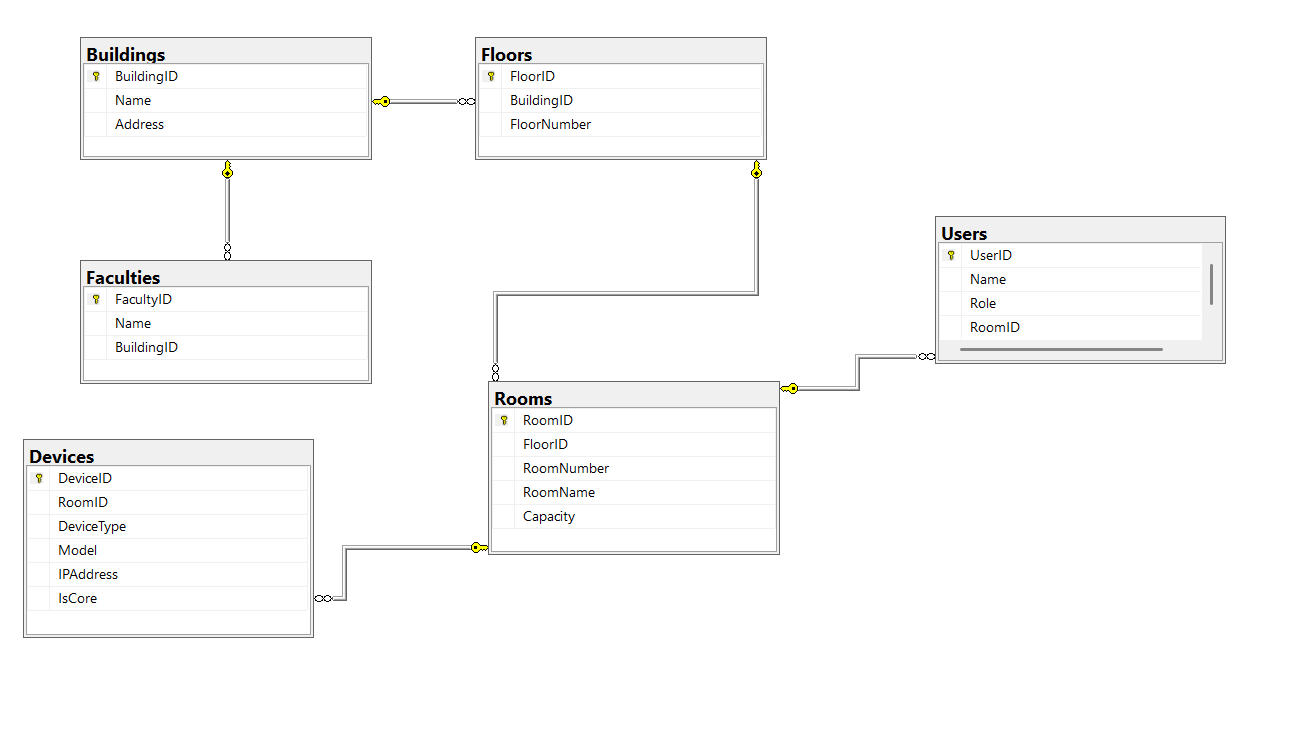 Buildings
BuildingID
Name
Address
Floors
FloorID
BuildingID
FloorNumber
Users
UserID
Name
Role
RoomID
Faculties
FacultyID
Name
BuildingID
Rooms
RoomID
FloorID
RoomNumber
RoomName
Capacity
Devices
DeviceID
RoomID
DeviceType
Model
IPAddress
IsCore